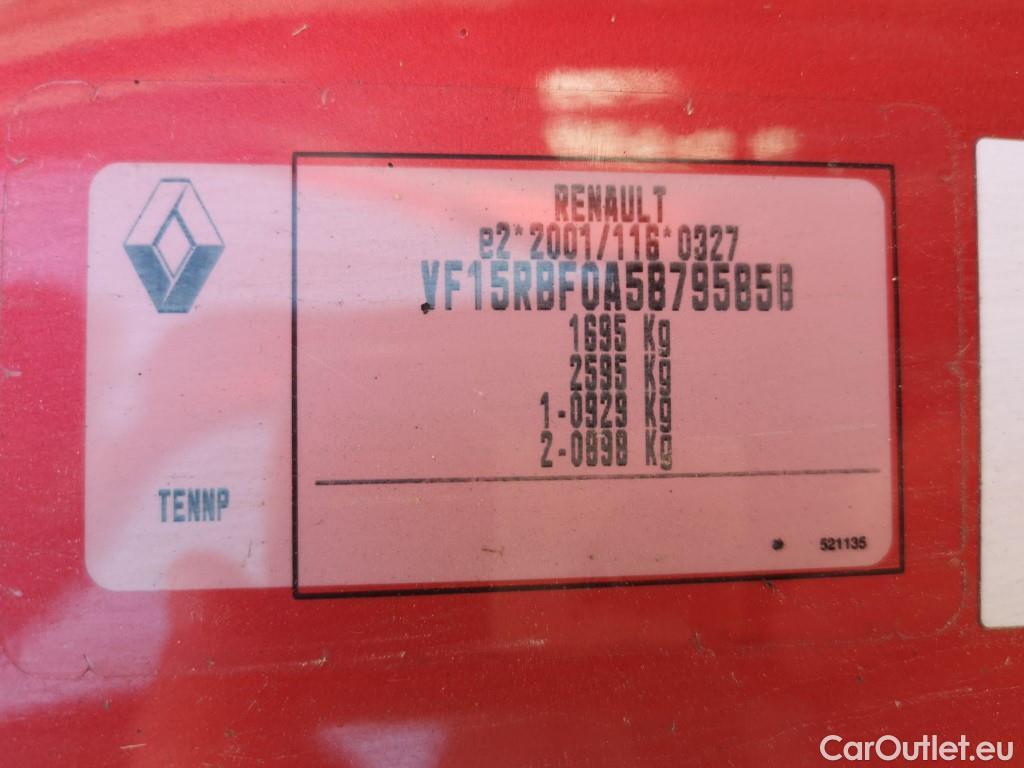 RENAULT
e2*2001/116*0327
VF15RBF0A58795858
1695 Kg
2595 Kg
1-0929 Kg
2-0898 Kg
TENNP
521135
CarOutlet.eu